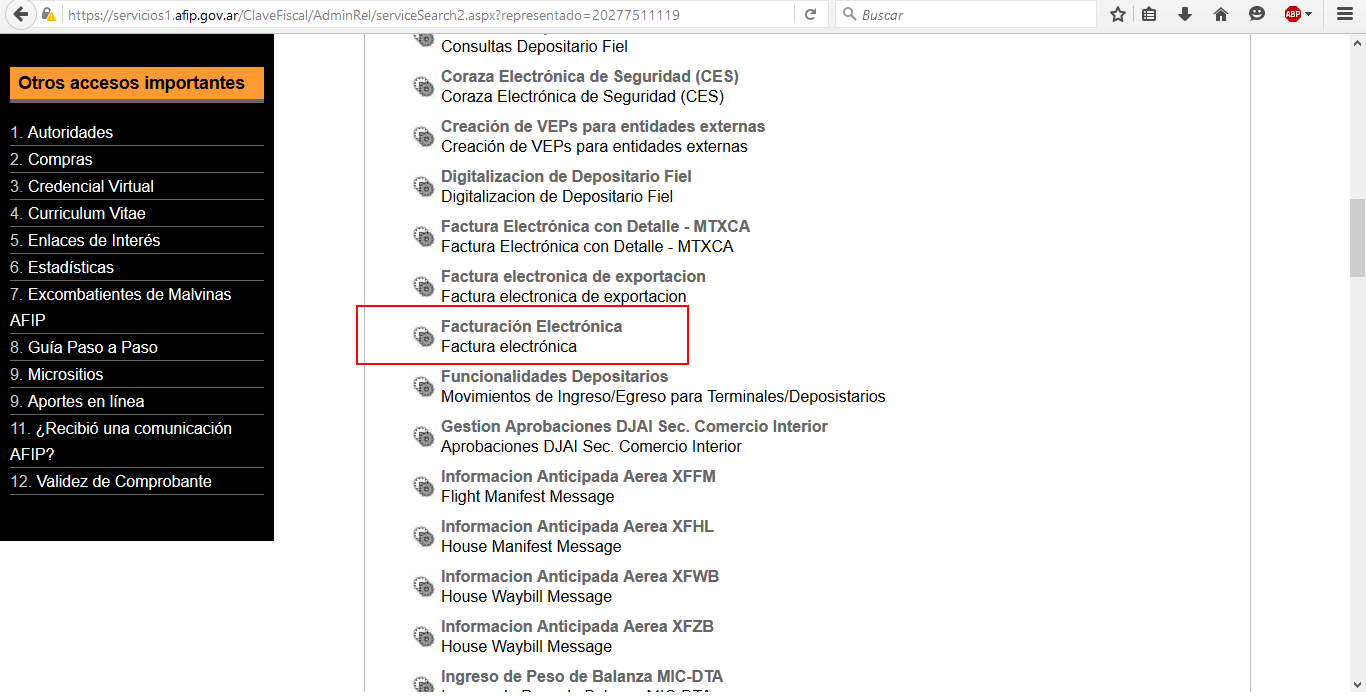 https://servicios1.afip.gov.ar/ClaveFiscal/AdminRel/serviceSearch2.aspx?representado=20277511119
Buscar
ABP
Otros accesos importantes
1. Autoridades
2. Compras
3. Credencial Virtual
4. Curriculum Vitae
5. Enlaces de Interés
6. Estadísticas
7. Excombatientes de Malvinas
AFIP
8. Guía Paso a Paso
9. Micrositios
9. Aportes en línea
11. ¿Recibió una comunicación
AFIP?
12. Validez de Comprobante
Consultas Depositario Fiel
Coraza Electrónica de Seguridad (CES)
Coraza Electrónica de Seguridad (CES)
Creación de VEPs para entidades externas
Creación de VEPs para entidades externas
Digitalizacion de Depositario Fiel
Digitalizacion de Depositario Fiel
Factura Electrónica con Detalle - MTXCA
Factura Electrónica con Detalle - MTXCA
Factura electronica de exportacion
Factura electronica de exportacion
Facturación Electrónica
Factura electrónica
Funcionalidades Depositarios
Movimientos de Ingreso/Egreso para Terminales/Deposistarios
Gestion Aprobaciones DJAI Sec. Comercio Interior
Aprobaciones DJAI Sec. Comercio Interior
Informacion Anticipada Aerea XFFM
Flight Manifest Message
Informacion Anticipada Aerea XFHL
House Manifest Message
Informacion Anticipada Aerea XFWB
House Waybill Message
Informacion Anticipada Aerea XFZB
House Waybill Message
Ingreso de Peso de Balanza MIC-DTA